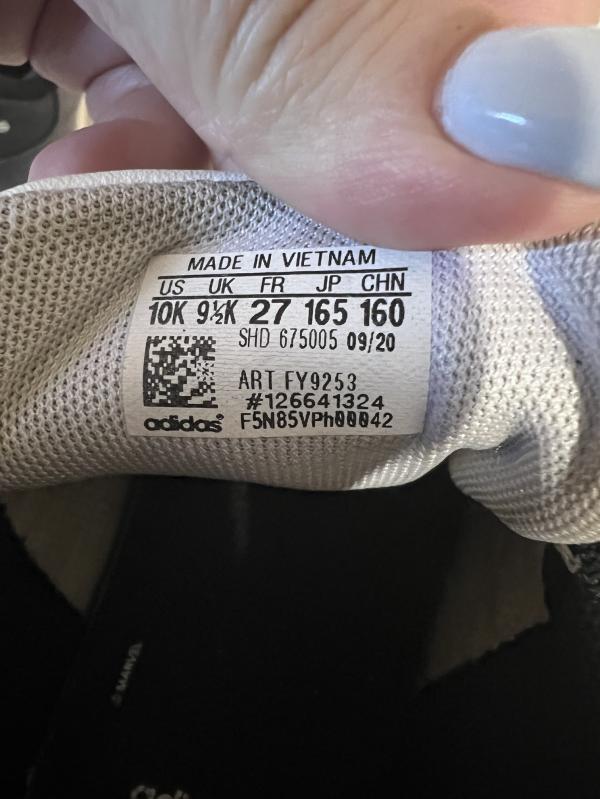 MADE IN VIETNAM
US UK FR JP CHN
10K 9½K 27 165 160
SHD 675005 09/20
ART FY9253
#126641324
adidas® F5N85VPh00042
MARVEL